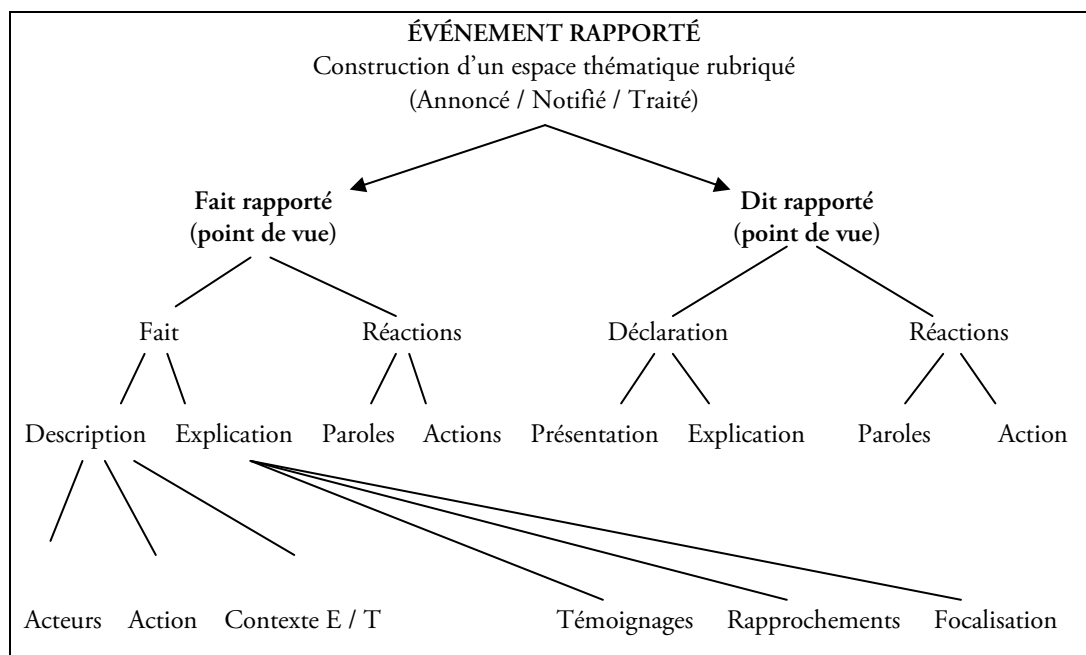 ÉVÉNEMENT RAPPORTÉ
Construction d'un espace thématique rubriqué
(Annoncé / Notifié / Traité)
Fait rapporté
(point de vue)
Dit rapporté
(point de vue)
Fait
Réactions
Déclaration
Réactions
Description
Explication
Paroles
Actions
Présentation
Explication
Paroles
Action
Acteurs
Action
Contexte E / T
Témoignages
Rapprochements
Focalisation